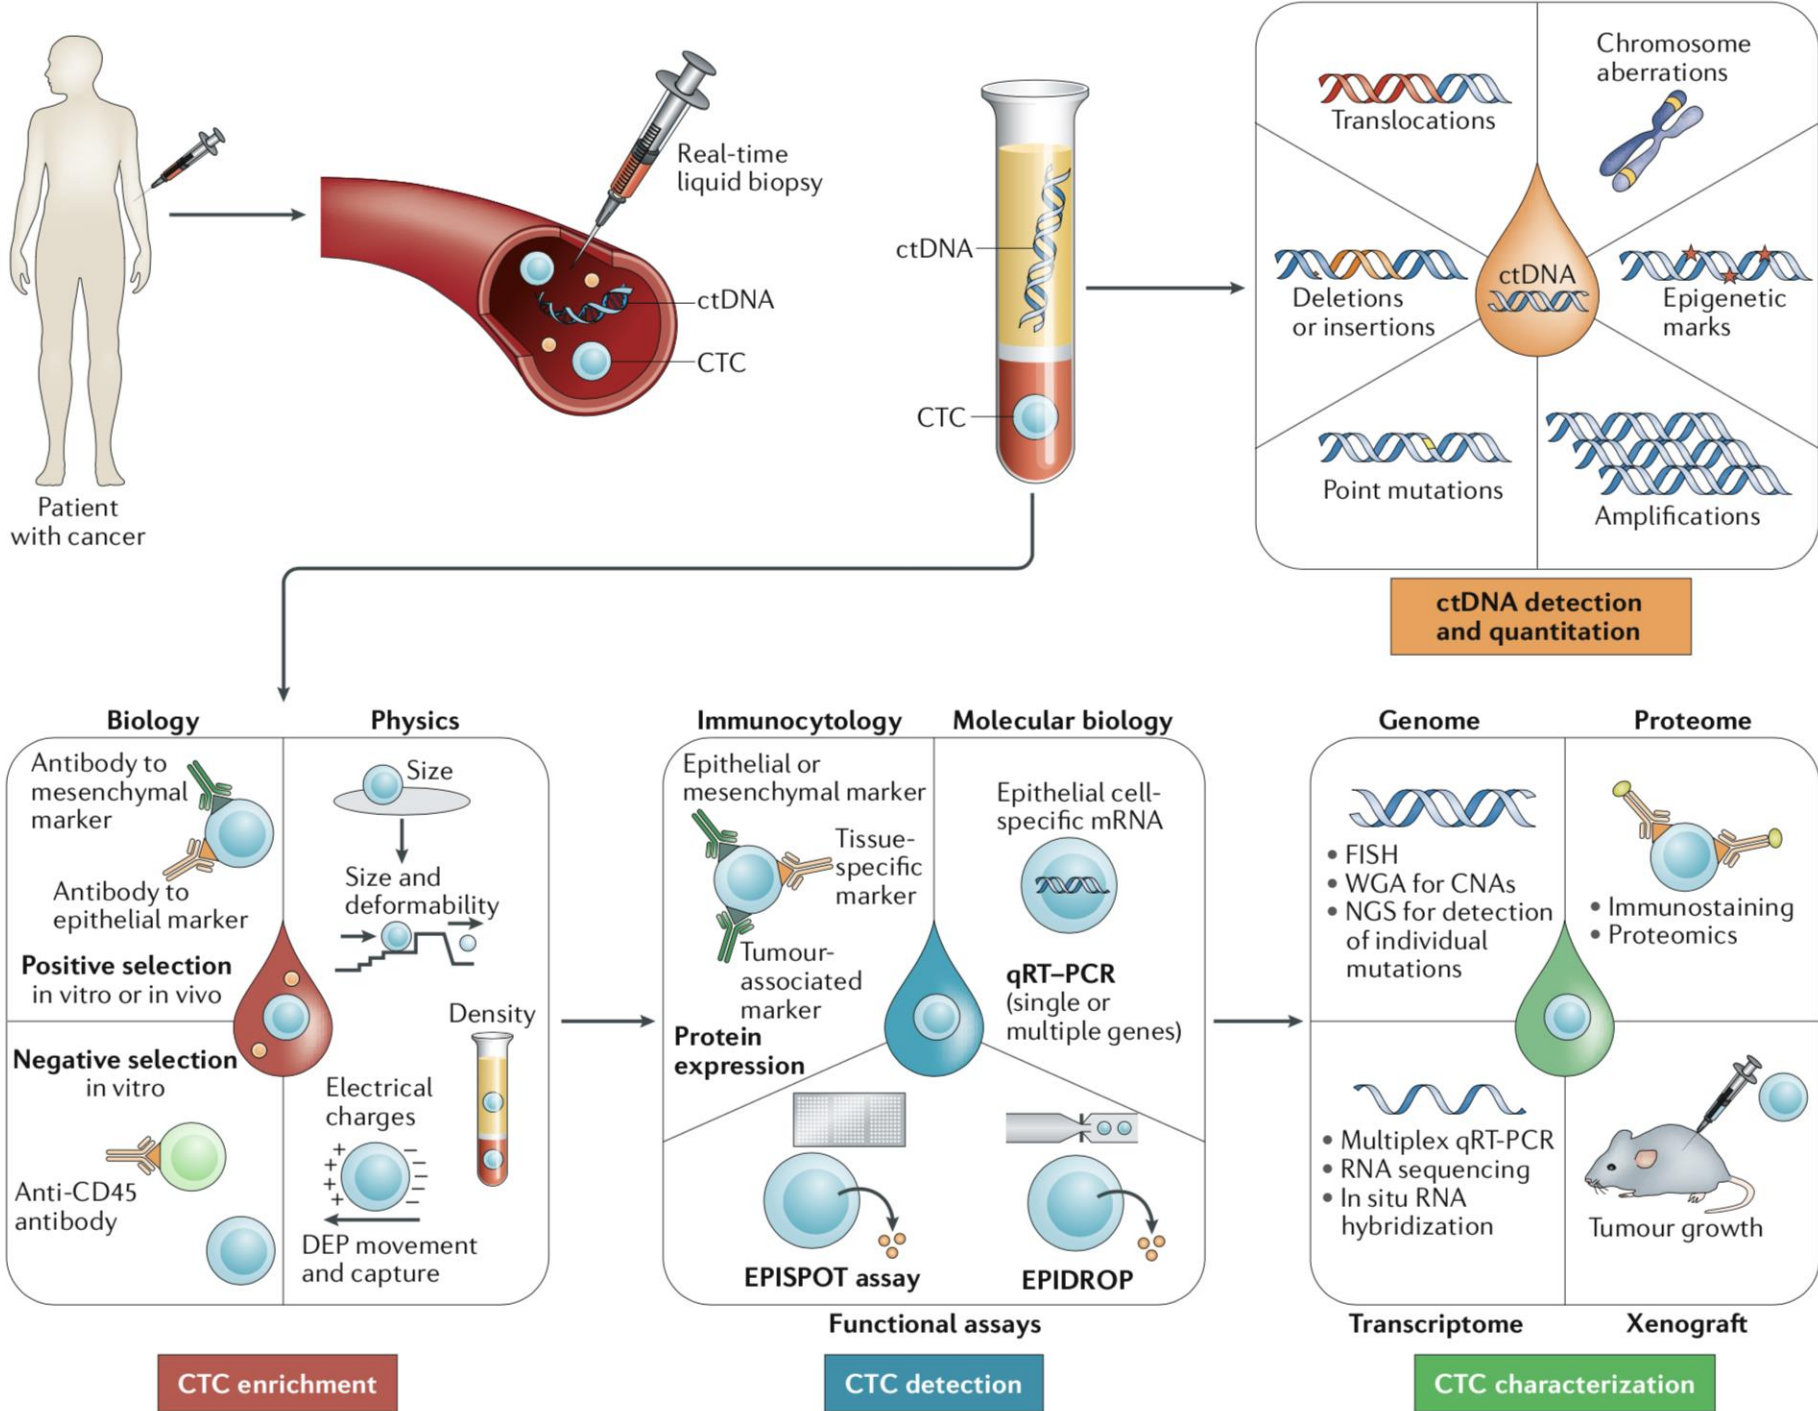 Patient
with cancer
Real-time
liquid biopsy
ctDNA
CTC
ctDNA
CTC
Translocations
Chromosome
aberrations
Deletions
or insertions
ctDNA
Epigenetic
marks
Point mutations
Amplifications
ctDNA detection
and quantitation
Biology
Physics
Antibody to
mesenchymal
marker
Antibody to
epithelial marker
Positive selection
in vitro or in vivo
Negative selection
in vitro
Anti-CD45
antibody
Size
Size and
deformability
Density
Electrical
charges
+
+
+
+
+
–
–
–
–
–
DEP movement
and capture
CTC enrichment
Immunocytology
Molecular biology
Epithelial or
mesenchymal marker
Tissue-
specific
marker
Tumour-
associated
marker
Protein
expression
Epithelial cell-
specific mRNA
qRT–PCR
(single or
multiple genes)
EPISPOT assay
EPIDROP
Functional assays
CTC detection
Genome
Proteome
• FISH
• WGA for CNAs
• NGS for detection
of individual
mutations
• Immunostaining
• Proteomics
• Multiplex qRT-PCR
• RNA sequencing
• In situ RNA
hybridization
Tumour growth
Transcriptome
Xenograft
CTC characterization